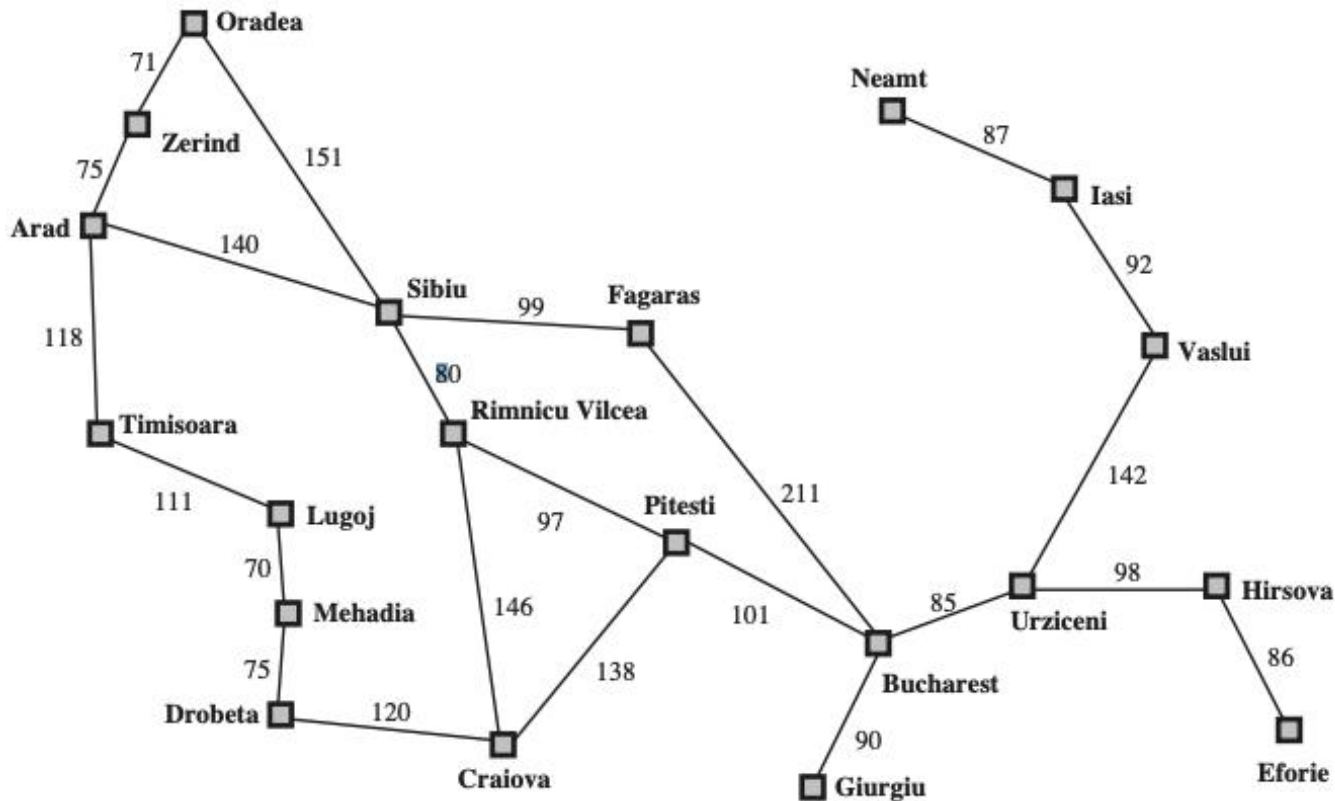 Oradea
71
Neamt
87
Zerind
151
75
Iasi
Arad
140
92
Sibiu
Fagaras
99
118
Vaslui
80
Timisoara
Rimnicu Vilcea
142
111
211
Lugoj
97
Pitesti
70
98
Hirsova
146
85
Mehadia
101
Urziceni
86
75
138
Bucharest
Drobeta
120
90
Craiova
Giurgiu
Eforie